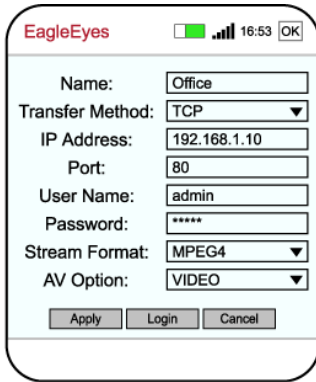 EagleEyes 16:53 OK
Name: Office
Transfer Method: TCP
IP Address: 192.168.1.10
Port: 80
User Name: admin
Password: *****
Stream Format: MPEG4
AV Option: VIDEO
Apply Login Cancel